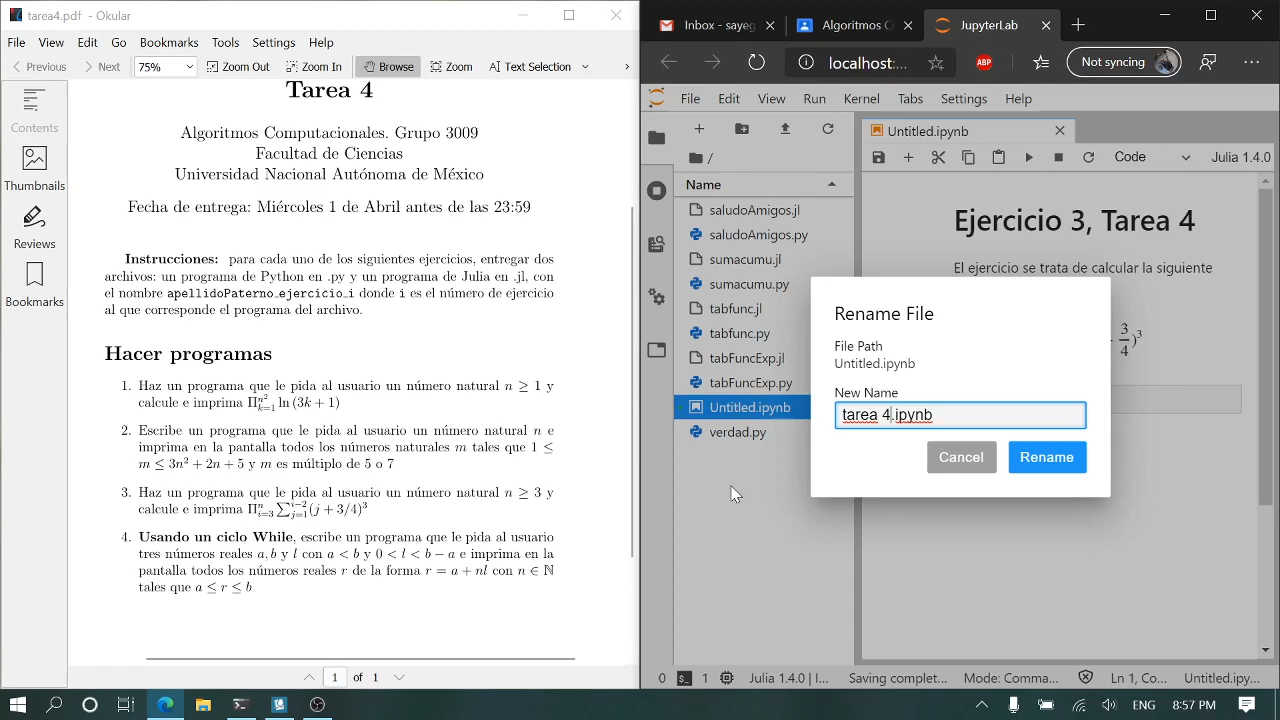 tarea4.pdf - Okular
File View Edit Go Bookmarks Tools Settings Help
Previous Next 75% Zoom Out Zoom In Browse Zoom Text Selection
Contents
Thumbnails
Reviews
Bookmarks
Tarea 4
Algoritmos Computacionales. Grupo 3009
Facultad de Ciencias
Universidad Nacional Autónoma de México
Fecha de entrega: Miércoles 1 de Abril antes de las 23:59
Instrucciones: para cada uno de los siguientes ejercicios, entregar dos
archivos: un programa de Python en .py y un programa de Julia en .jl, con
el nombre apellidoPaterno_ejercicio_i donde i es el número de ejercicio
al que corresponde el programa del archivo.
Hacer programas
1. Haz un programa que le pida al usuario un número natural n ≥ 1 y
calcule e imprima Π_{k=1}^{n^2} ln (3k + 1)
2. Escribe un programa que le pida al usuario un número natural n e
imprima en la pantalla todos los números naturales m tales que 1 ≤
m ≤ 3n² + 2n + 5 y m es múltiplo de 5 o 7
3. Haz un programa que le pida al usuario un número natural n ≥ 3 y
calcule e imprima Π_{i=3}^{n} ∑_{j=1}^{i−2} (j + 3/4)³
4. Usando un ciclo While, escribe un programa que le pida al usuario
tres números reales a, b y l con a < b y 0 < l < b − a e imprima en la
pantalla todos los números reales r de la forma r = a + nl con n ∈ ℕ
tales que a ≤ r ≤ b
1 of 1
Inbox - sayeg
Algoritmos C
JupyterLab
localhost:...
ABP
Not syncing
File Edit View Run Kernel Tabs Settings Help
/
Name
saludoAmigos.jl
saludoAmigos.py
sumacumu.jl
sumacumu.py
tabfunc.jl
tabfunc.py
tabFuncExp.jl
tabFuncExp.py
Untitled.ipynb
verdad.py
Untitled.ipynb
Code Julia 1.4.0
Ejercicio 3, Tarea 4
El ejercicio se trata de calcular la siguiente
3/4)³
Rename File
File Path
Untitled.ipynb
New Name
tarea 4.ipynb
Cancel Rename
0 1 Julia 1.4.0 | I... Saving complet... Mode: Comma... Ln 1, Co... Untitled.ipy...
8:57 PM